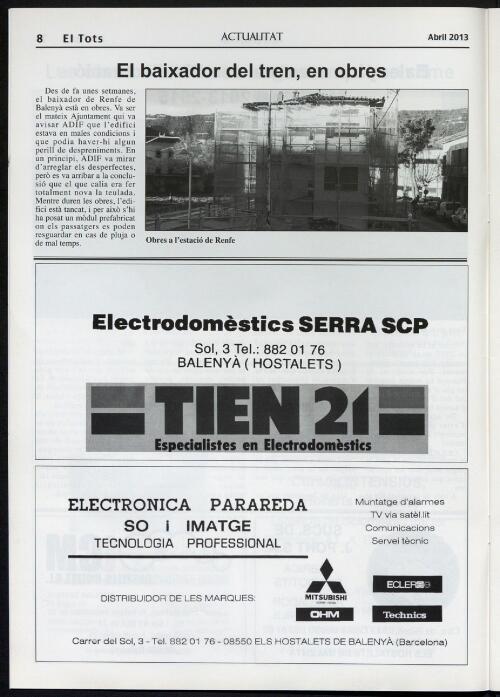 8 El Tots
ACTUALITAT
Abril 2013
El baixador del tren, en obres
Des de fa unes setmanes,
el baixador de Renfe de
Balenyà està en obres. Va ser
el mateix Ajuntament qui va
avisar ADIF que l'edifici
estava en males condicions i
que podia haver-hi algun
perill de despreniments. En
un principi, ADIF va mirar
d'arreglar els desperfectes,
però es va arribar a la conclu-
sió que el que calia era fer
totalment nova la teulada.
Mentre duren les obres, l'edi-
fici està tancat, i per això s'hi
ha posat un mòdul prefabricat
on els passatgers es poden
resguardar en cas de pluja o
de mal temps.
Obres a l'estació de Renfe
Electrodomèstics SERRA SCP
Sol, 3 Tel.: 882 01 76
BALENYÀ ( HOSTALETS )
TIEN 21
Especialistes en Electrodomèstics
ELECTRONICA PARAREDA
SO i IMATGE
TECNOLOGIA PROFESSIONAL
Muntatge d'alarmes
TV via satèl.lit
Comunicacions
Servei tècnic
DISTRIBUIDOR DE LES MARQUES:
MITSUBISHI
OHM
ECLER
Technics
Carrer del Sol, 3 - Tel. 882 01 76 - 08550 ELS HOSTALETS DE BALENYÀ (Barcelona)